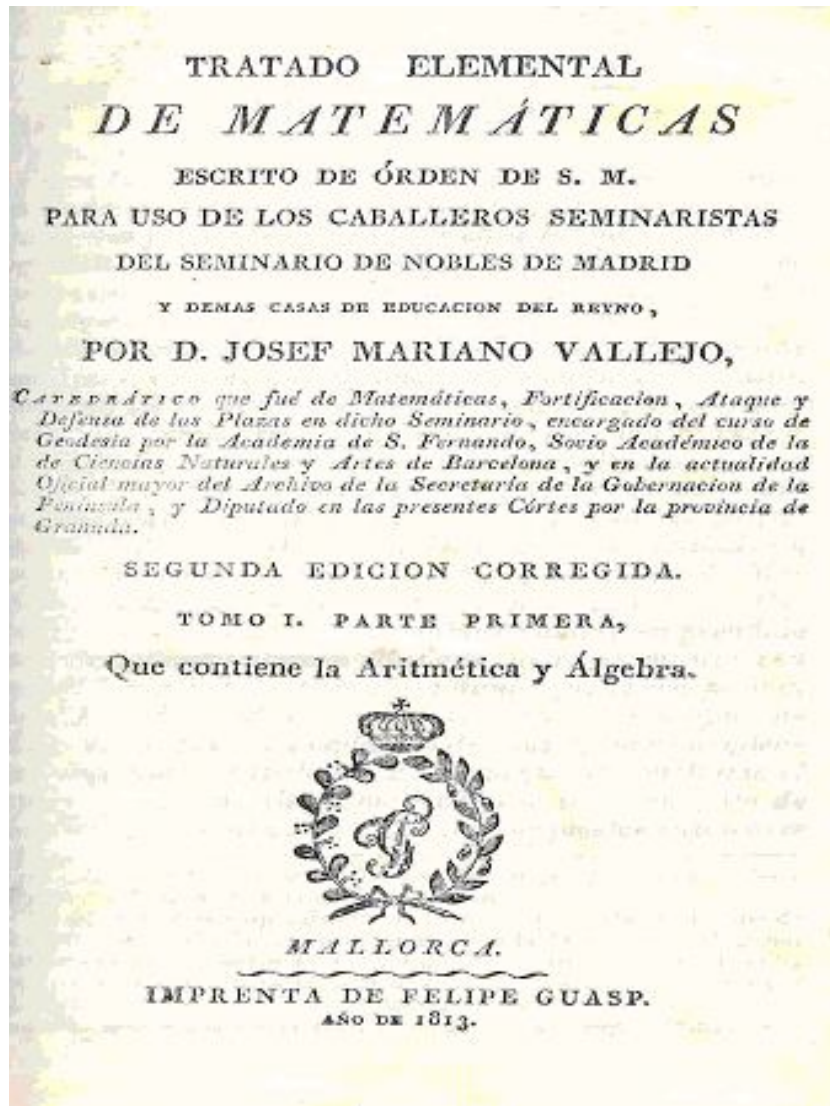 TRATADO ELEMENTAL
DE MATEMÁTICAS
ESCRITO DE ÓRDEN DE S. M.
PARA USO DE LOS CABALLEROS SEMINARISTAS
DEL SEMINARIO DE NOBLES DE MADRID
Y DEMAS CASAS DE EDUCACION DEL REYNO,
POR D. JOSEF MARIANO VALLEJO,
CATEDRÁTICO que fué de Matemáticas, Fortificacion, Ataque y
Defensa de las Plazas en dicho Seminario, encargado del curso de
Geodesia por la Academia de S. Fernando, Socio Académico de la
de Ciencias Naturales y Artes de Barcelona, y en la actualidad
Oficial mayor del Archivo de la Secretaría de la Gobernacion de la
Península, y Diputado en las presentes Córtes por la provincia de
Granada.
SEGUNDA EDICION CORREGIDA.
TOMO I. PARTE PRIMERA,
Que contiene la Aritmética y Álgebra.
MALLORCA.
IMPRENTA DE FELIPE GUASP.
AÑO DE 1813.